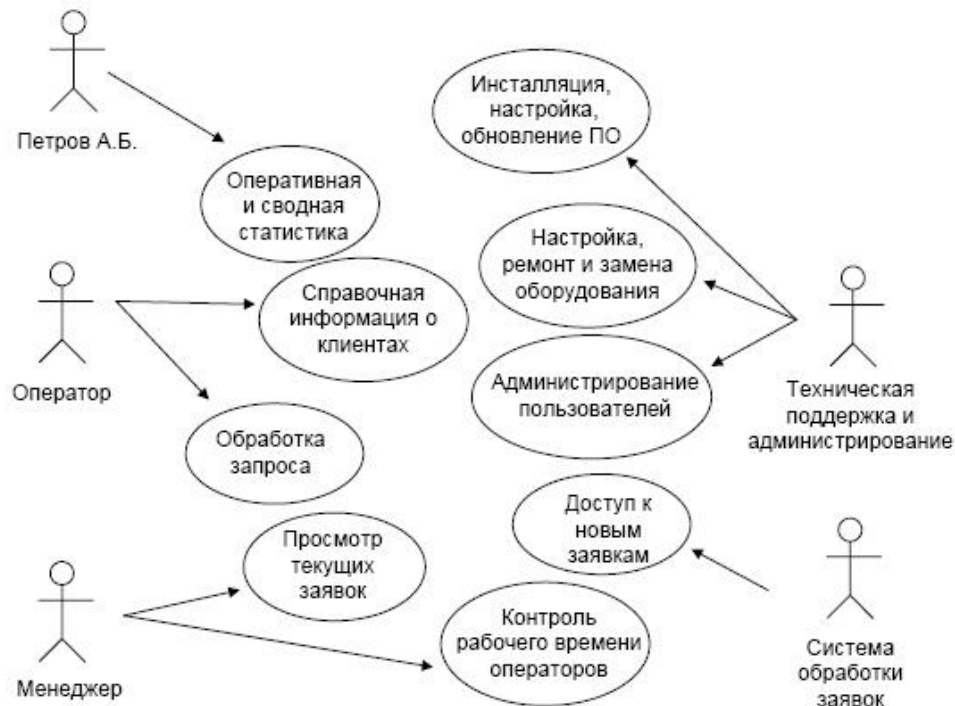 Петров А.Б.
Инсталляция,
настройка,
обновление ПО
Оперативная
и сводная
статистика
Настройка,
ремонт и замена
оборудования
Оператор
Справочная
информация о
клиентах
Администрирование
пользователей
Техническая
поддержка и
администрирование
Обработка
запроса
Доступ к
новым
заявкам
Просмотр
текущих
заявок
Менеджер
Контроль
рабочего времени
операторов
Система
обработки
заявок